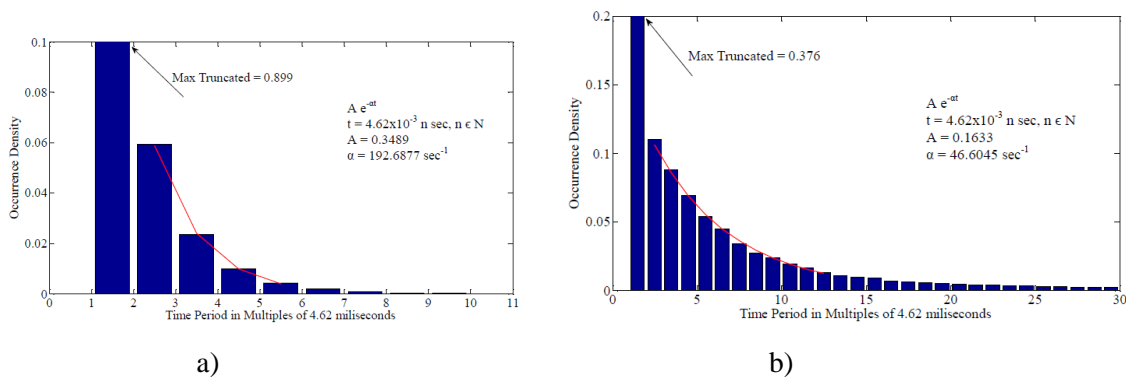 0.1
0.08
0.06
0.04
0.02
0
Occurrence Density
Max Truncated = 0.899
A e^-αt
t = 4.62x10^-3 n sec, n ϵ N
A = 0.3489
α = 192.6877 sec^-1
0 1 2 3 4 5 6 7 8 9 10 11
Time Period in Multiples of 4.62 miliseconds
a)
0.2
0.15
0.1
0.05
0
Occurrence Density
Max Truncated = 0.376
A e^-αt
t = 4.62x10^-3 n sec, n ϵ N
A = 0.1633
α = 46.6045 sec^-1
0 5 10 15 20 25 30
Time Period in Multiples of 4.62 miliseconds
b)